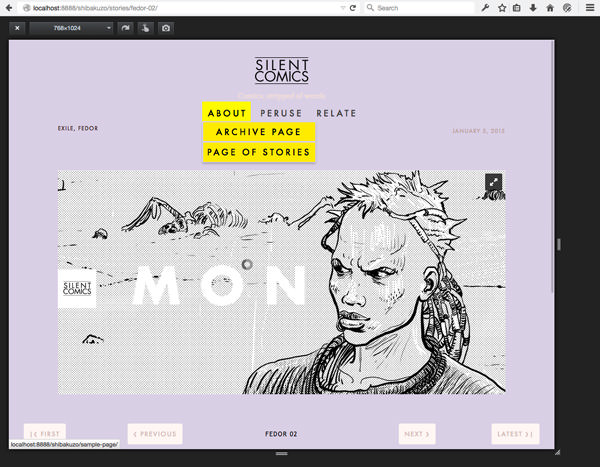 localhost:8888/shibakuzo/stories/fedor-02/
Search
768×1024
SILENT
COMICS
Comics stripped of words
ABOUT PERUSE RELATE
ARCHIVE PAGE
PAGE OF STORIES
EXILE, FEDOR
JANUARY 5, 2015
SILENT
COMICS
MON
FIRST
PREVIOUS
FEDOR 02
NEXT
LATEST
localhost:8888/shibakuzo/sample-page/